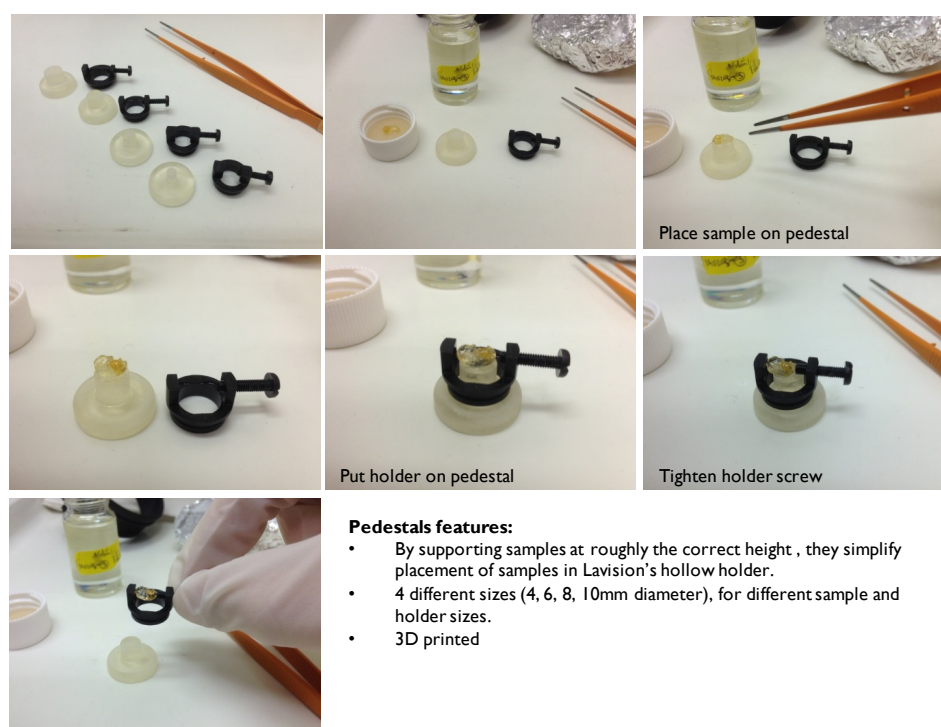 Place sample on pedestal
Put holder on pedestal
Tighten holder screw
Pedestals features:
• By supporting samples at roughly the correct height , they simplify
placement of samples in Lavision's hollow holder.
• 4 different sizes (4, 6, 8, 10mm diameter), for different sample and
holder sizes.
• 3D printed